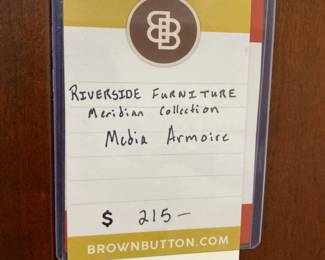 RIVERSIDE FURNITURE
Meridian Collection
Media Armoire
$ 215—
BROWNBUTTON.COM